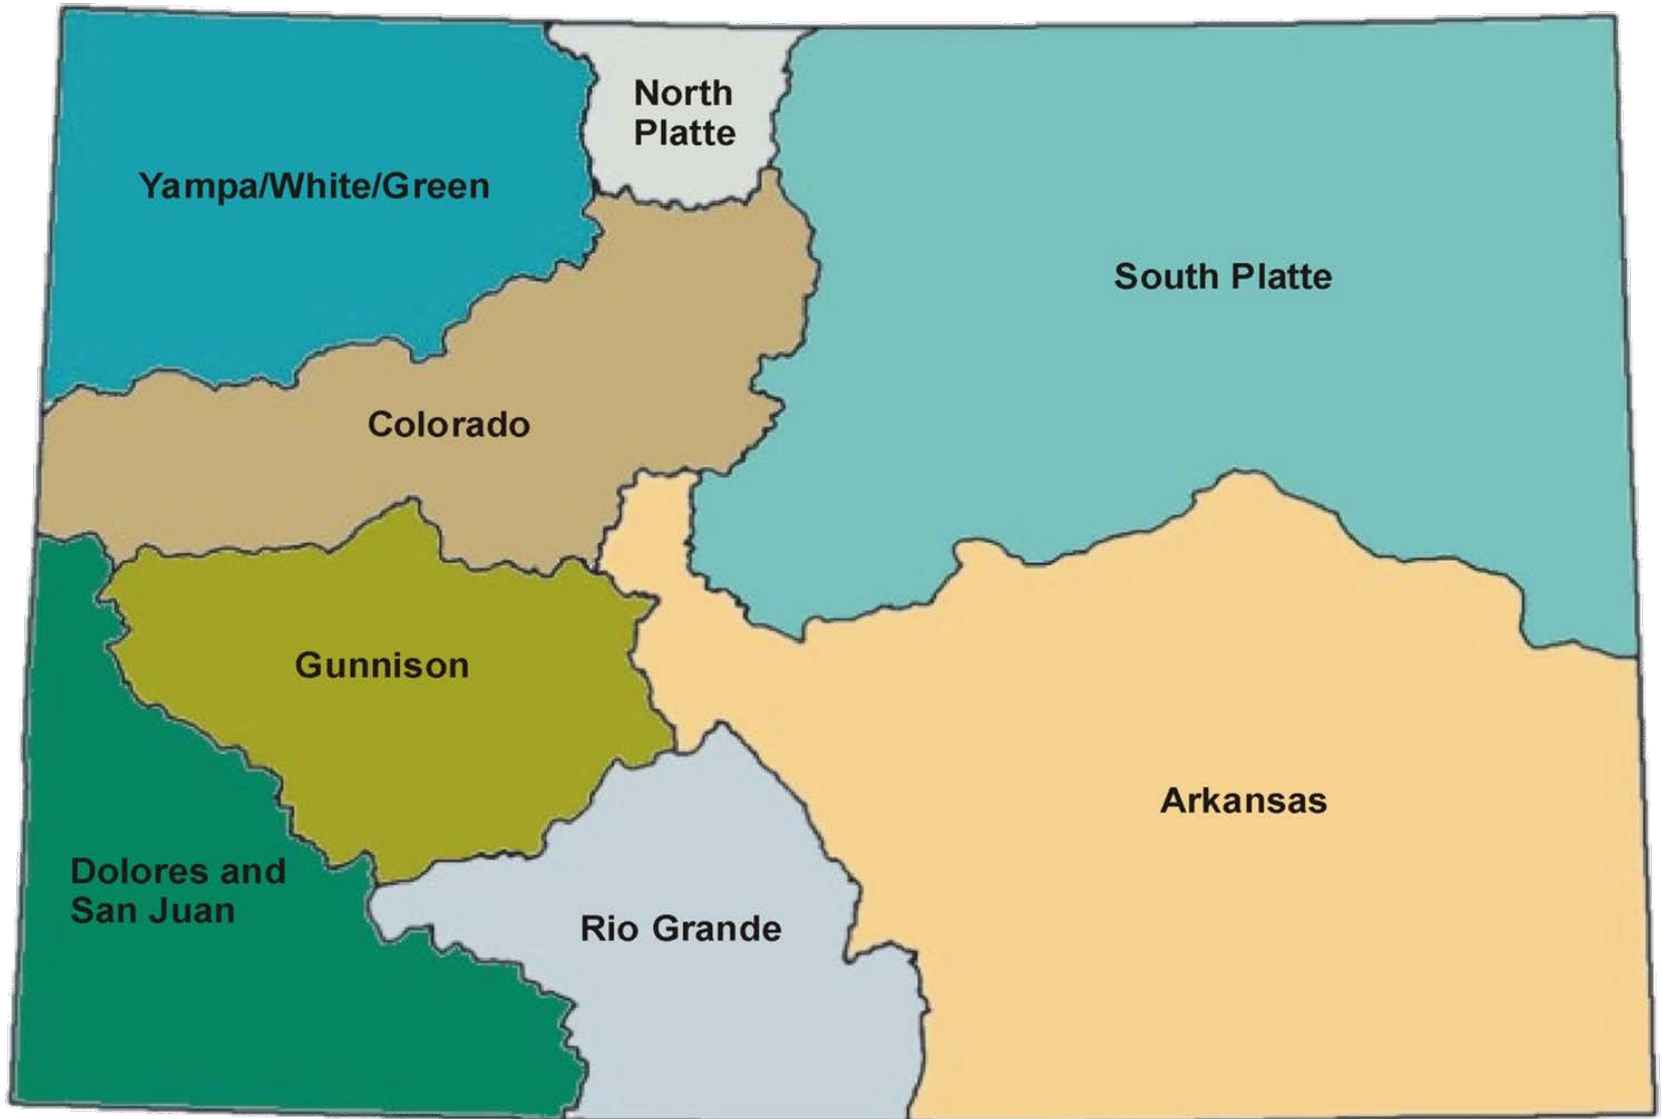 North
Platte
Yampa/White/Green
South Platte
Colorado
Gunnison
Arkansas
Dolores and
San Juan
Rio Grande